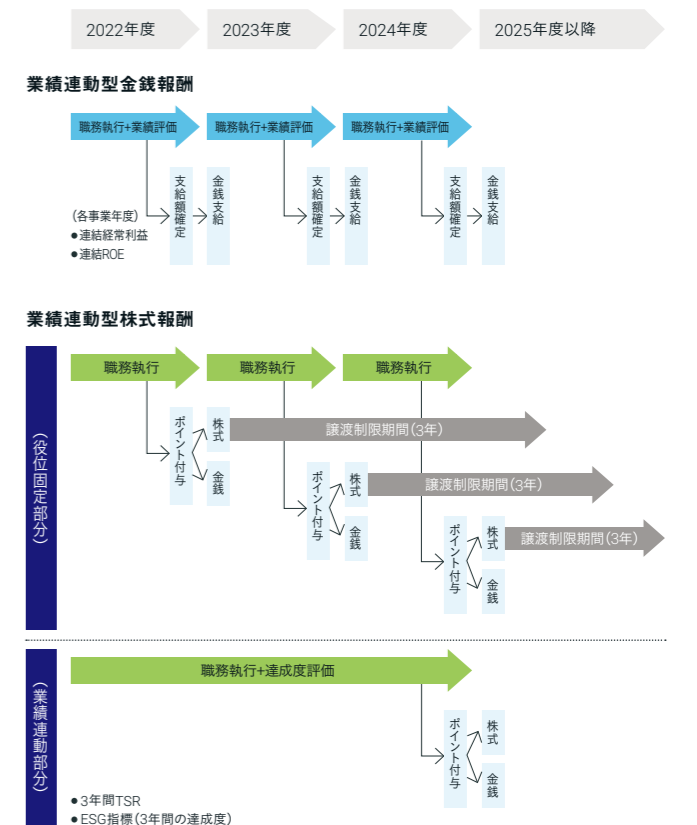 2022年度
2023年度
2024年度
2025年度以降
業績連動型金銭報酬
職務執行+業績評価
職務執行+業績評価
職務執行+業績評価
支給額確定
金銭支給
支給額確定
金銭支給
支給額確定
金銭支給
(各事業年度)
●連結経常利益
●連結ROE
業績連動型株式報酬
(役位固定部分)
職務執行
職務執行
職務執行
ポイント付与
株式
金銭
譲渡制限期間(3年)
ポイント付与
株式
金銭
譲渡制限期間(3年)
ポイント付与
株式
金銭
譲渡制限期間(3年)
(業績連動部分)
職務執行+達成度評価
ポイント付与
株式
金銭
●3年間TSR
●ESG指標(3年間の達成度)